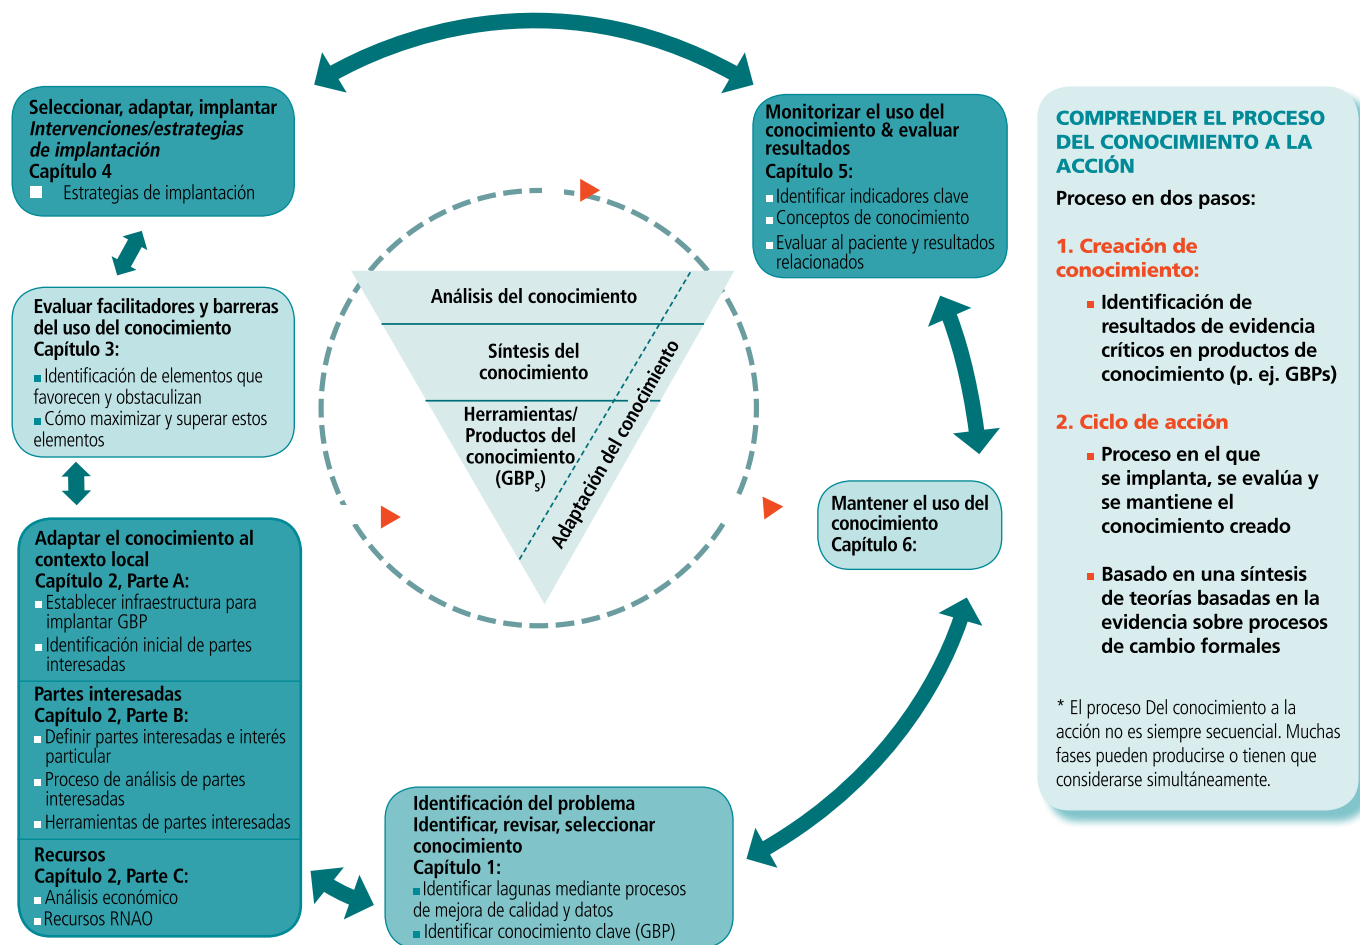 Seleccionar, adaptar, implantar
Intervenciones/estrategias
de implantación
Capítulo 4
Estrategias de implantación
Monitorizar el uso del
conocimiento & evaluar
resultados
Capítulo 5:
Identificar indicadores clave
Conceptos de conocimiento
Evaluar al paciente y resultados
relacionados
Evaluar facilitadores y barreras
del uso del conocimiento
Capítulo 3:
Identificación de elementos que
favorecen y obstaculizan
Cómo maximizar y superar estos
elementos
Análisis del conocimiento
Síntesis del
conocimiento
Herramientas/
Productos del
conocimiento
(GBPs)
Adaptación del conocimiento
Mantener el uso del
conocimiento
Capítulo 6:
Adaptar el conocimiento al
contexto local
Capítulo 2, Parte A:
Establecer infraestructura para
implantar GBP
Identificación inicial de partes
interesadas
Partes interesadas
Capítulo 2, Parte B:
Definir partes interesadas e interés
particular
Proceso de análisis de partes
interesadas
Herramientas de partes interesadas
Recursos
Capítulo 2, Parte C:
Análisis económico
Recursos RNAO
Identificación del problema
Identificar, revisar, seleccionar
conocimiento
Capítulo 1:
Identificar lagunas mediante procesos
de mejora de calidad y datos
Identificar conocimiento clave (GBP)
COMPRENDER EL PROCESO
DEL CONOCIMIENTO A LA
ACCIÓN
Proceso en dos pasos:
1. Creación de
conocimiento:
Identificación de
resultados de evidencia
críticos en productos de
conocimiento (p. ej. GBPs)
2. Ciclo de acción
Proceso en el que
se implanta, se evalúa y
se mantiene el
conocimiento creado
Basado en una síntesis
de teorías basadas en la
evidencia sobre procesos
de cambio formales
* El proceso Del conocimiento a la
acción no es siempre secuencial. Muchas
fases pueden producirse o tienen que
considerarse simultáneamente.